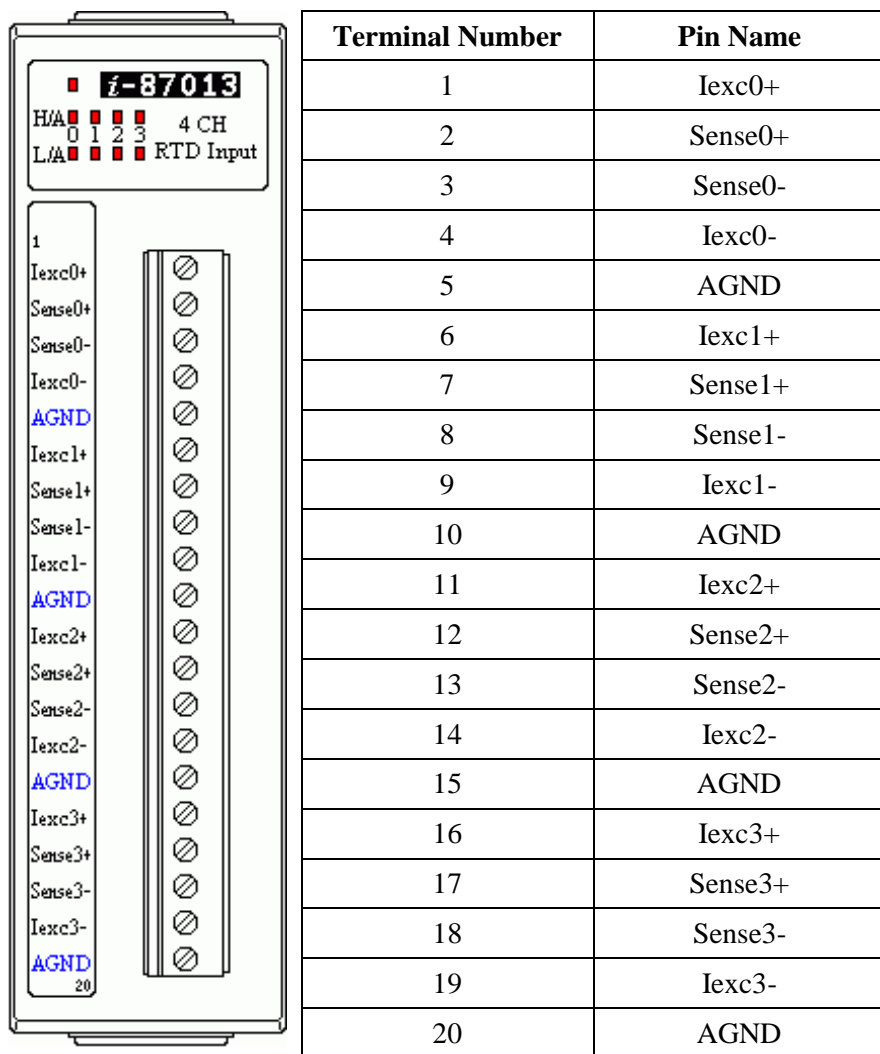 i-87013
H/A
0 1 2 3
4 CH
L/A
RTD Input
1
Iexc0+
Sense0+
Sense0-
Iexc0-
AGND
Iexc1+
Sense1+
Sense1-
Iexc1-
AGND
Iexc2+
Sense2+
Sense2-
Iexc2-
AGND
Iexc3+
Sense3+
Sense3-
Iexc3-
AGND
20
Terminal Number Pin Name
1 Iexc0+
2 Sense0+
3 Sense0-
4 Iexc0-
5 AGND
6 Iexc1+
7 Sense1+
8 Sense1-
9 Iexc1-
10 AGND
11 Iexc2+
12 Sense2+
13 Sense2-
14 Iexc2-
15 AGND
16 Iexc3+
17 Sense3+
18 Sense3-
19 Iexc3-
20 AGND